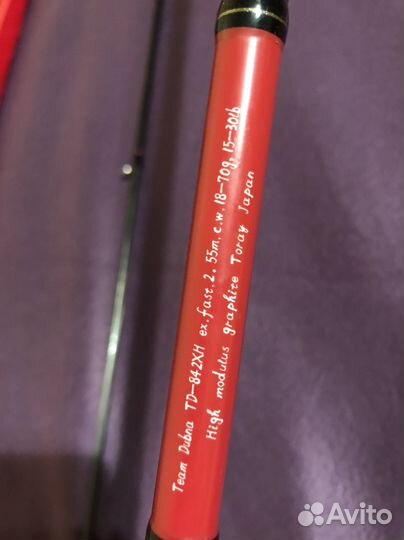 Team Dubna TD-842XH ex.fast.2.55m.c.w.18-70g,15-30lb
High modulus graphite Toray Japan
Avito